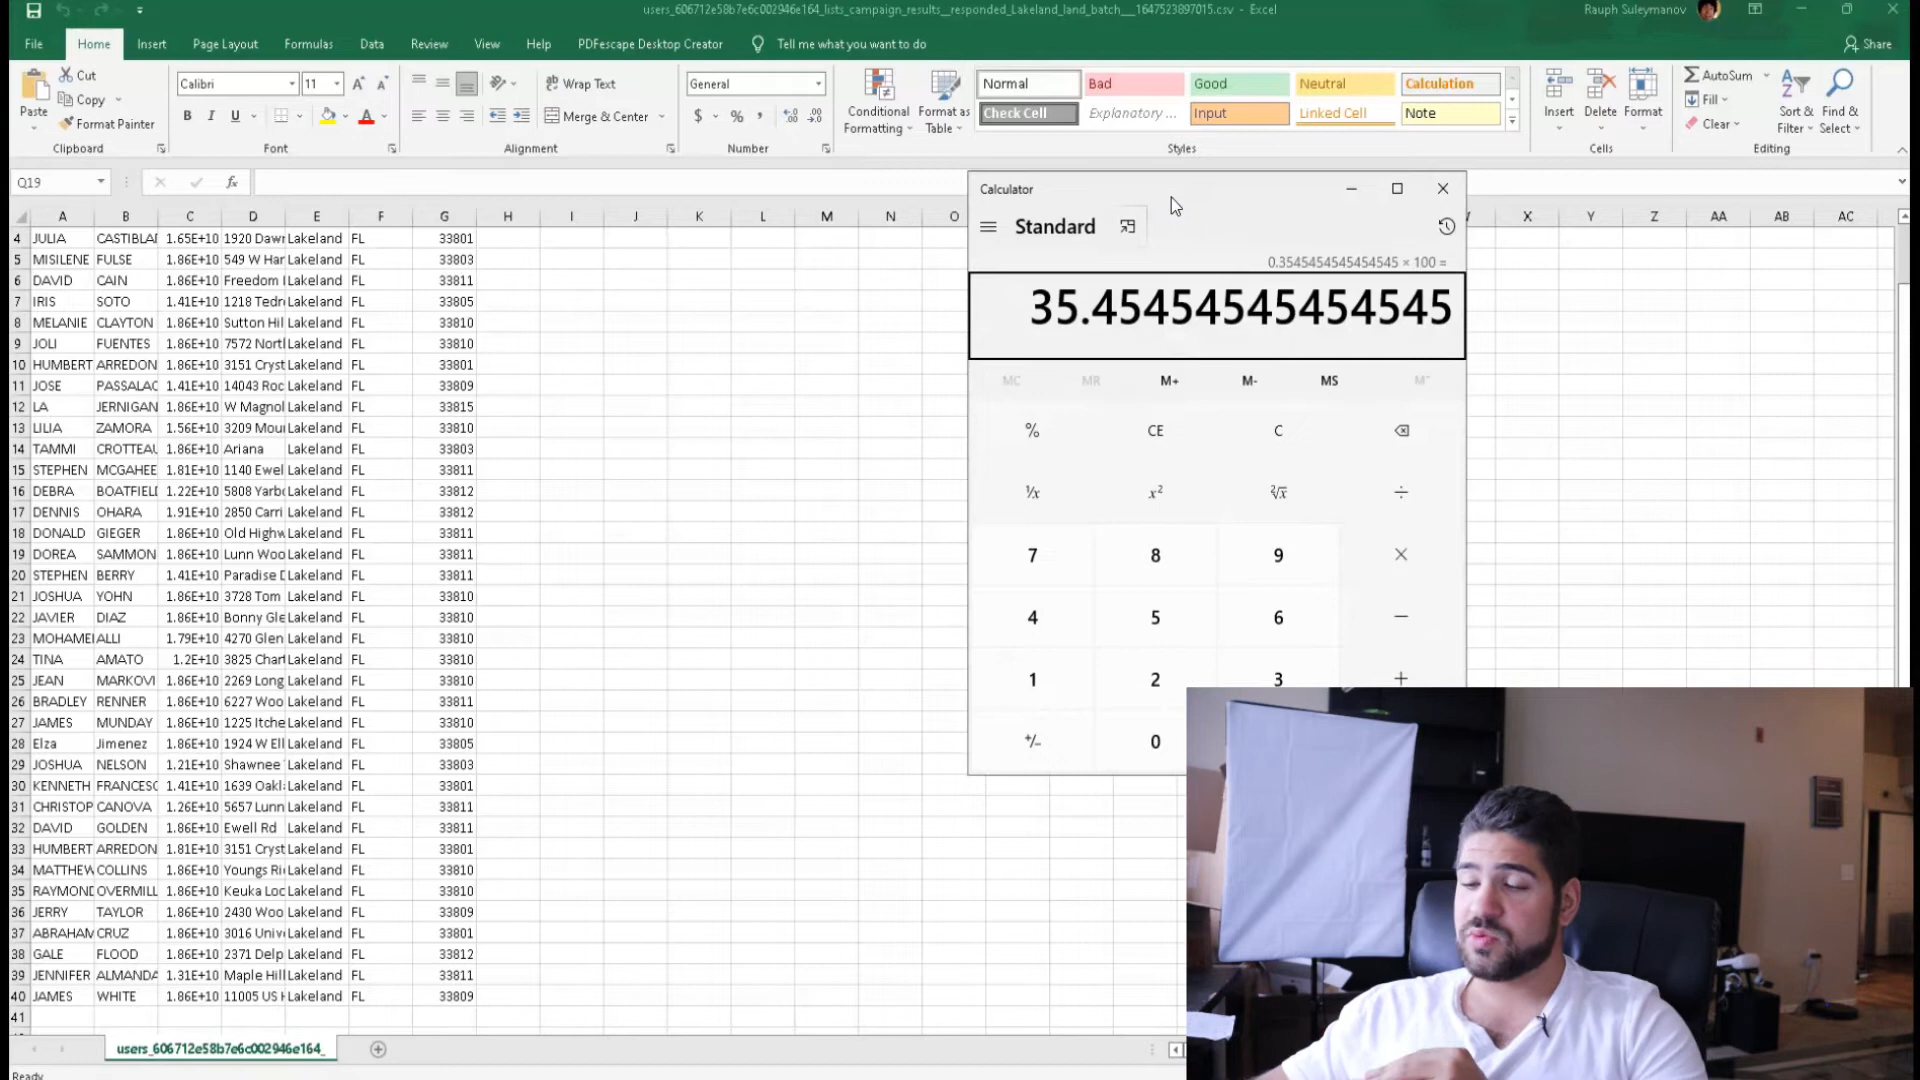 users_606712e58b7e6c002946e164_lists_campaign_results__responded_Lakeland_land_batch__1647523897015.csv - Excel
Rauph Suleymanov
File Home Insert Page Layout Formulas Data Review View Help PDFescape Desktop Creator Tell me what you want to do Share
Paste Cut Copy Format Painter Clipboard
Calibri 11 B I U Font
Wrap Text Merge & Center Alignment
General $ % , Number
Conditional Formatting Format as Table
Normal Bad Good Neutral Calculation
Check Cell Explanatory ... Input Linked Cell Note
Styles
Insert Delete Format Cells
AutoSum Fill Clear Sort & Filter Find & Select Editing
Q19 fx
A B C D E F G H I J K L M N O W X Y Z AA AB AC
4 JULIA CASTIBLA 1.65E+10 1920 Daw Lakeland FL 33801
5 MISILENE FULSE 1.86E+10 549 W Har Lakeland FL 33803
6 DAVID CAIN 1.86E+10 Freedom Lakeland FL 33811
7 IRIS SOTO 1.41E+10 1218 Tedr Lakeland FL 33805
8 MELANIE CLAYTON 1.86E+10 Sutton Hil Lakeland FL 33810
9 JOLI FUENTES 1.86E+10 7572 Nort Lakeland FL 33810
10 HUMBERT ARREDON 1.86E+10 3151 Cryst Lakeland FL 33801
11 JOSE PASSALAC 1.41E+10 14043 Roc Lakeland FL 33809
12 LA JERNIGAN 1.86E+10 W Magnol Lakeland FL 33815
13 LILIA ZAMORA 1.56E+10 3209 Mou Lakeland FL 33810
14 TAMMI CROTTEAU 1.86E+10 Ariana Lakeland FL 33803
15 STEPHEN MCGAHEE 1.81E+10 1140 Ewel Lakeland FL 33811
16 DEBRA BOATFIELD 1.22E+10 5808 Yarb Lakeland FL 33812
17 DENNIS OHARA 1.91E+10 2850 Carri Lakeland FL 33812
18 DONALD GIEGER 1.86E+10 Old Highw Lakeland FL 33811
19 DOREA SAMMON 1.86E+10 Lunn Woo Lakeland FL 33811
20 STEPHEN BERRY 1.41E+10 Paradise D Lakeland FL 33811
21 JOSHUA YOHN 1.86E+10 3728 Tom Lakeland FL 33810
22 JAVIER DIAZ 1.86E+10 Bonny Gle Lakeland FL 33810
23 MOHAME ALLI 1.79E+10 4270 Glen Lakeland FL 33810
24 TINA AMATO 1.2E+10 3825 Chart Lakeland FL 33810
25 JEAN MARKOVI 1.86E+10 2269 Long Lakeland FL 33810
26 BRADLEY RENNER 1.86E+10 6227 Woo Lakeland FL 33811
27 JAMES MUNDAY 1.86E+10 1225 Itche Lakeland FL 33810
28 Elza Jimenez 1.86E+10 1924 W Ell Lakeland FL 33805
29 JOSHUA NELSON 1.21E+10 Shawnee Lakeland FL 33803
30 KENNETH FRANCESC 1.41E+10 1639 Oakl Lakeland FL 33801
31 CHRISTOP CANOVA 1.26E+10 5657 Lunn Lakeland FL 33811
32 DAVID GOLDEN 1.86E+10 Ewell Rd Lakeland FL 33811
33 HUMBERT ARREDON 1.81E+10 3151 Cryst Lakeland FL 33801
34 MATTHEW COLLINS 1.86E+10 Youngs Ri Lakeland FL 33810
35 RAYMOND OVERMILL 1.86E+10 Keuka Loc Lakeland FL 33810
36 JERRY TAYLOR 1.86E+10 2430 Woo Lakeland FL 33809
37 ABRAHAM CRUZ 1.86E+10 3016 Univ Lakeland FL 33801
38 GALE FLOOD 1.86E+10 2371 Delp Lakeland FL 33812
39 JENNIFER ALMANDA 1.31E+10 Maple Hill Lakeland FL 33811
40 JAMES WHITE 1.86E+10 11005 US H Lakeland FL 33809
41
Calculator
Standard
0.3545454545454545 × 100 =
35.45454545454545
MC MR M+ M- MS
% CE C
¹/x x² ²√x ÷
7 8 9 ×
4 5 6 −
1 2 3 +
+/− 0
users_606712e58b7e6c002946e164_
Ready